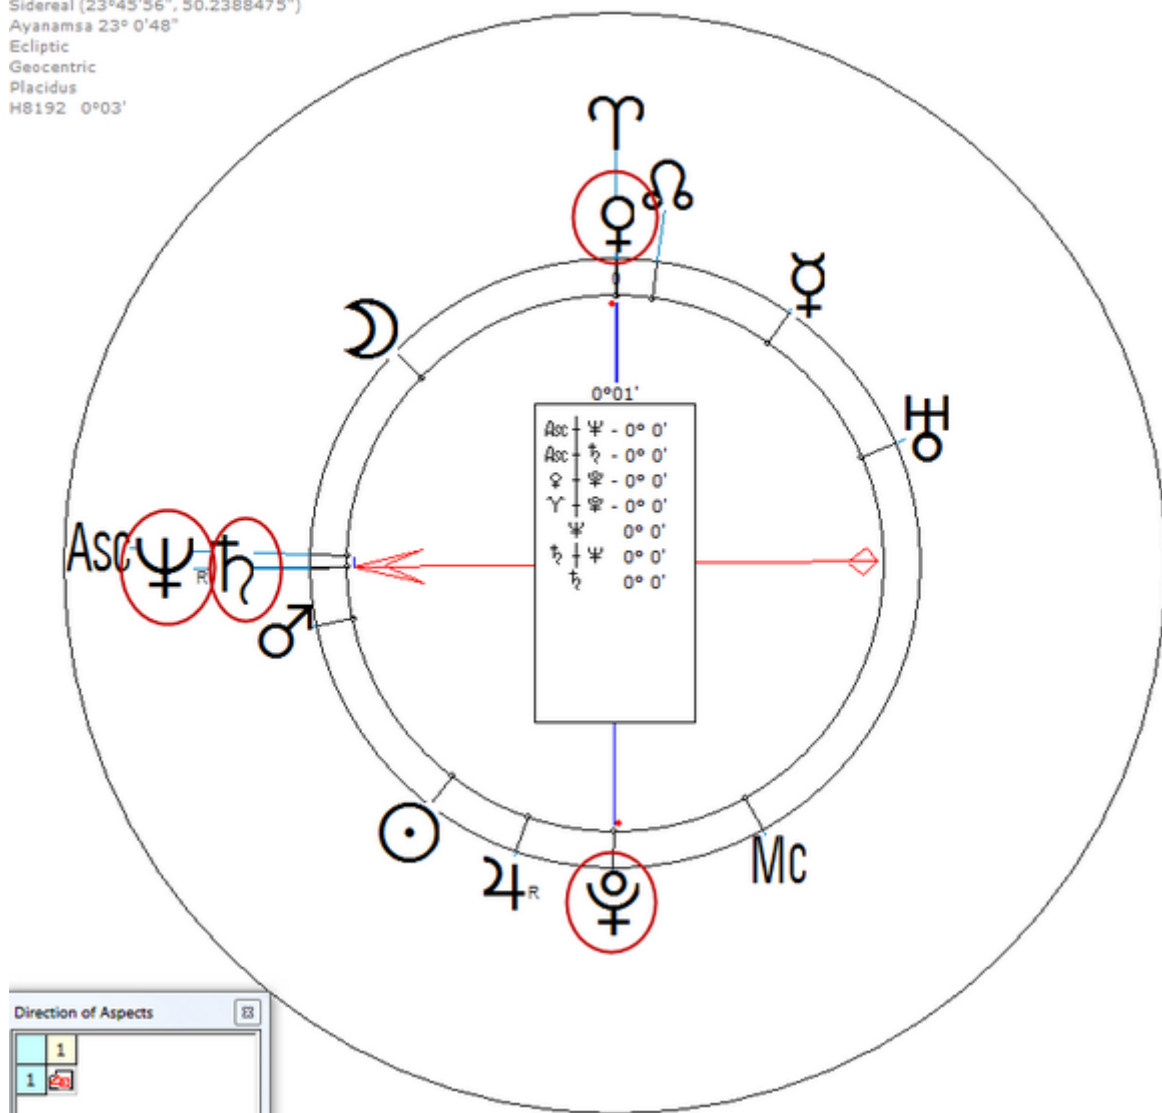 Sidereal (23°45'56", 50.2388475")
Ayanamsa 23° 0'48"
Ecliptic
Geocentric
Placidus
H8192 0°03'
♈
♀ ☊
0
☿
☽
♅
0°01'
Asc ♆ - 0° 0'
Asc ♄ - 0° 0'
♀ ♇ - 0° 0'
♈ ♇ - 0° 0'
♆ 0° 0'
♄ ♆ 0° 0'
♄ 0° 0'
Asc ♆ R ♄
♂
☉
♃ R
♇
Mc
Direction of Aspects
1
1